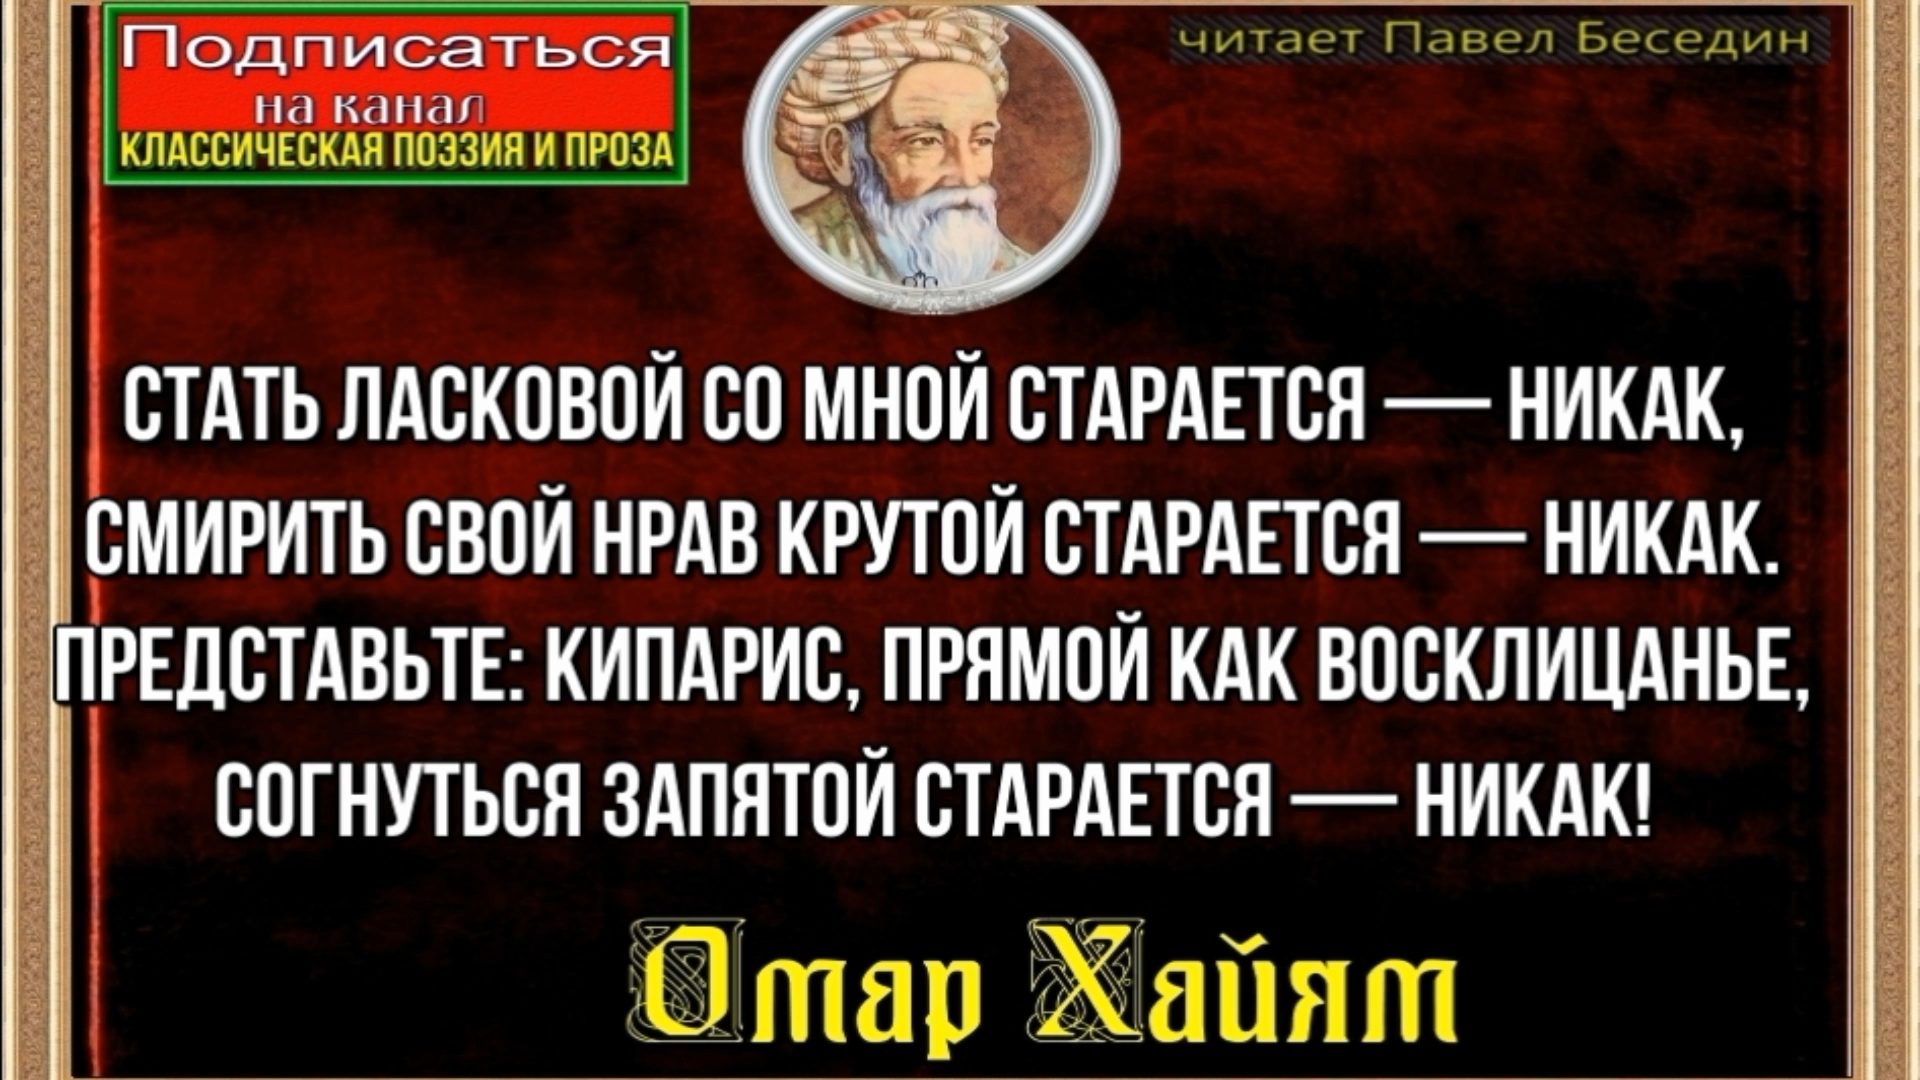 Подписаться
на канал
КЛАССИЧЕСКАЯ ПОЭЗИЯ И ПРОЗА
читает Павел Беседин
СТАТЬ ЛАСКОВОЙ СО МНОЙ СТАРАЕТСЯ — НИКАК,
СМИРИТЬ СВОЙ НРАВ КРУТОЙ СТАРАЕТСЯ — НИКАК.
ПРЕДСТАВЬТЕ: КИПАРИС, ПРЯМОЙ КАК ВОСКЛИЦАНЬЕ,
СОГНУТЬСЯ ЗАПЯТОЙ СТАРАЕТСЯ — НИКАК!
Омар Хайям